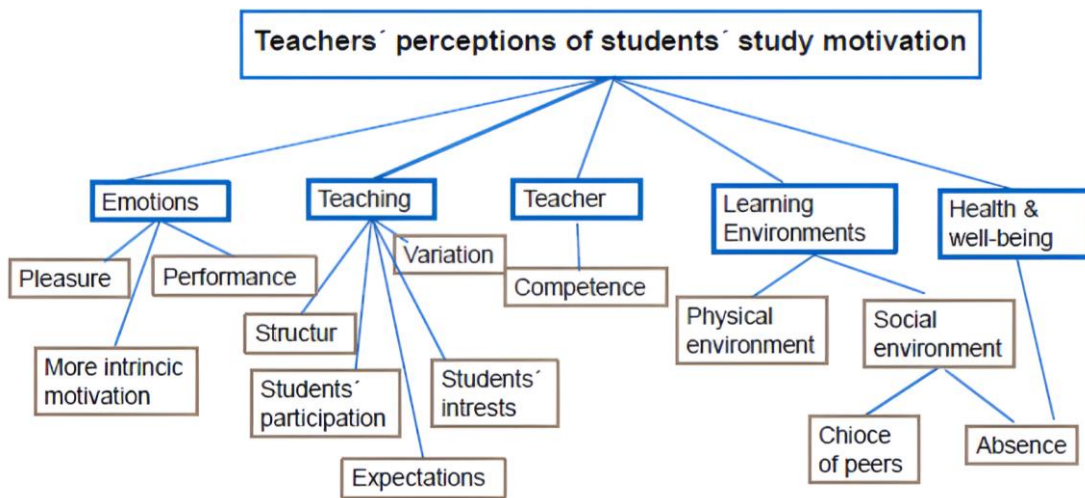 Teachers´ perceptions of students´ study motivation
Emotions
Teaching
Teacher
Learning
Environments
Health &
well-being
Pleasure
Performance
Variation
Competence
Structur
Physical
environment
Social
environment
More intrincic
motivation
Students´
participation
Students´
intrests
Expectations
Chioce
of peers
Absence